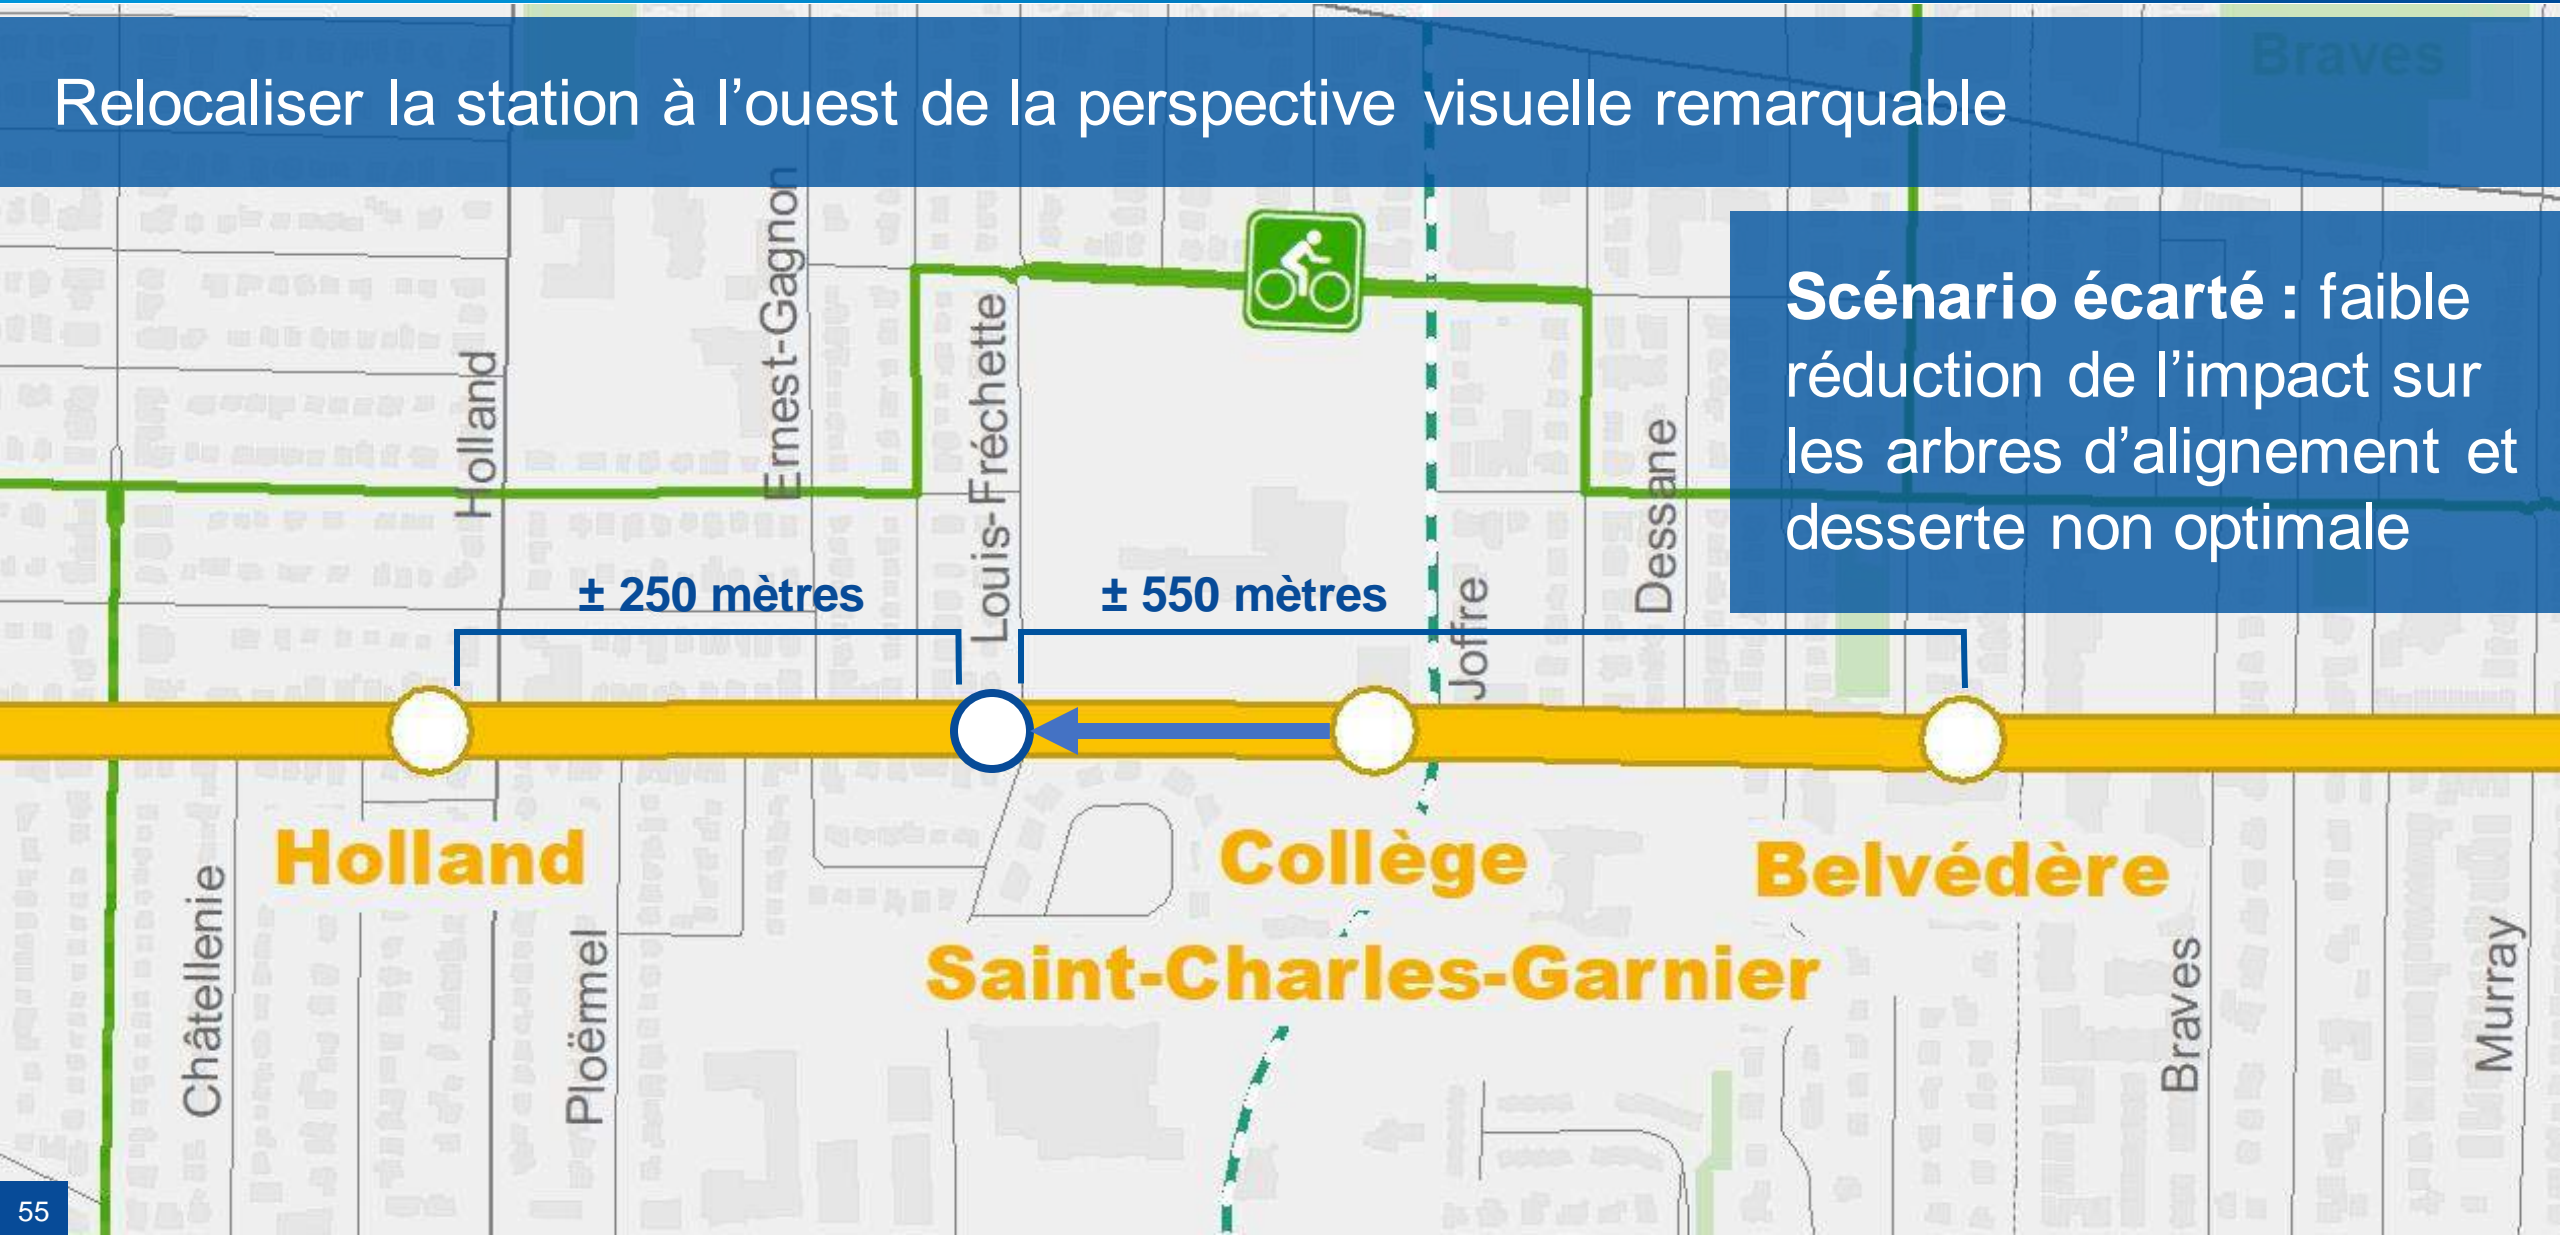 Braves
Relocaliser la station à l’ouest de la perspective visuelle remarquable
Scénario écarté : faible
réduction de l’impact sur
les arbres d’alignement et
desserte non optimale
Holland
Ernest-Gagnon
Louis-Fréchette
Joffre
Dessane
± 250 mètres
± 550 mètres
Holland
Collège
Saint-Charles-Garnier
Belvédère
Châtellenie
Ploërmel
Braves
Murray
55